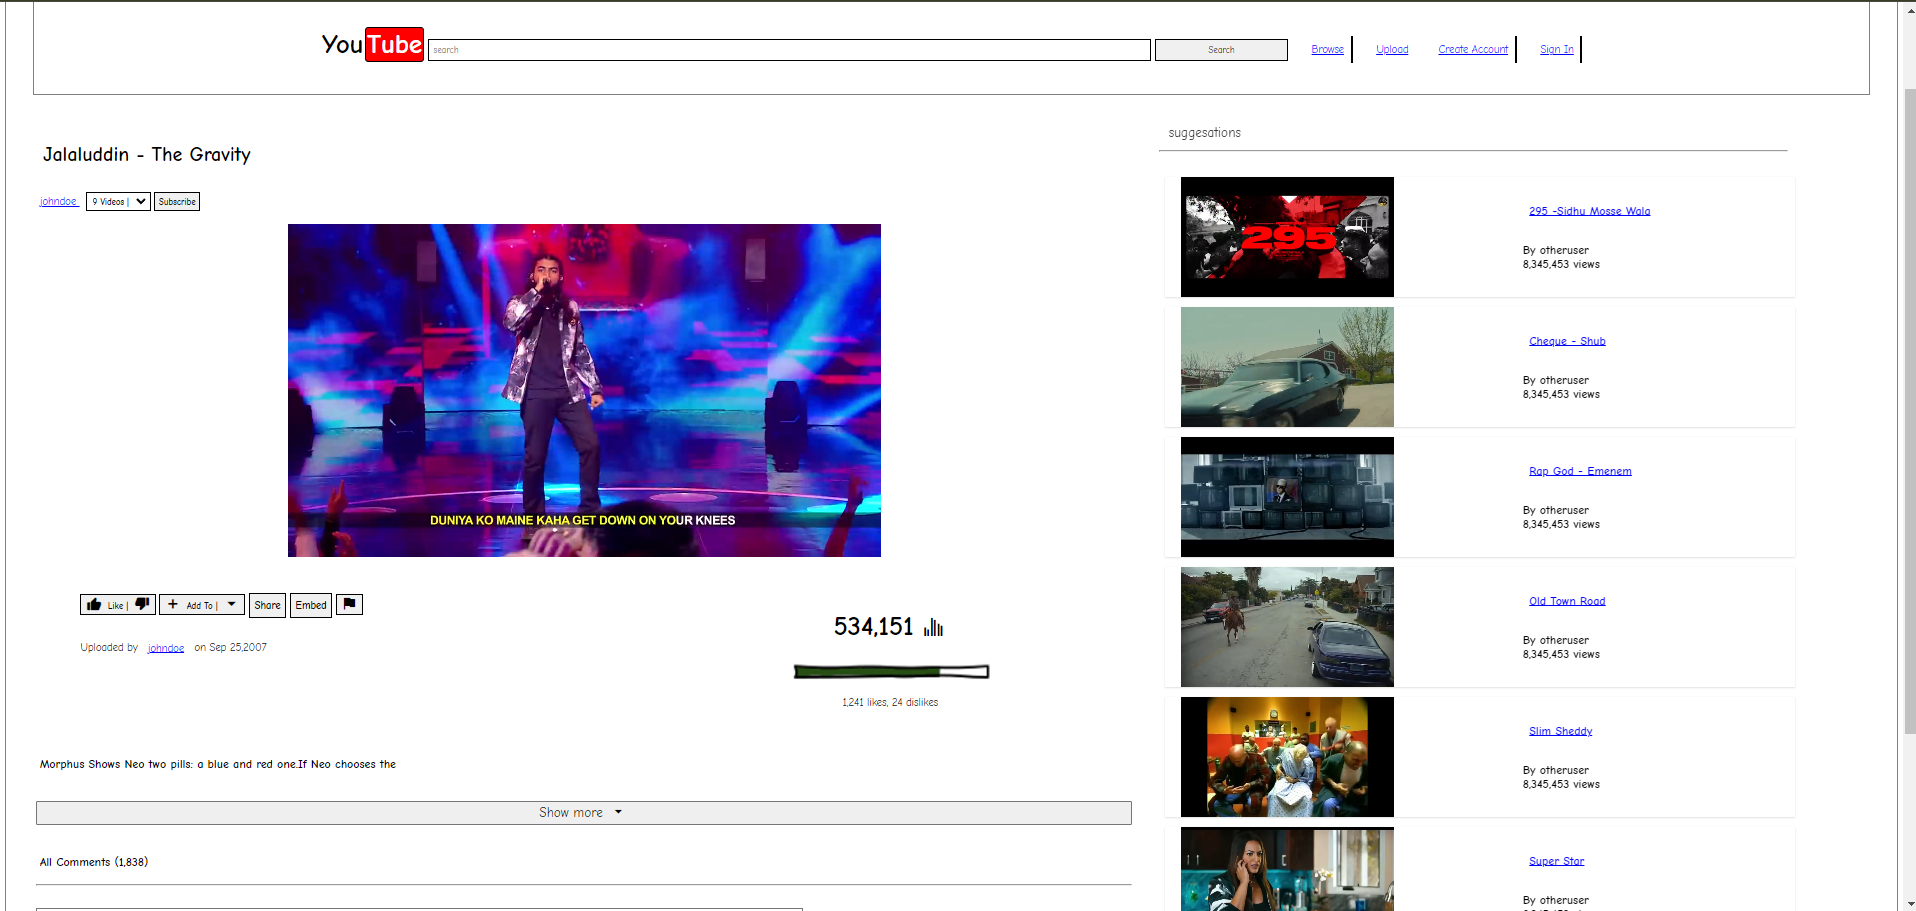 YouTube
search
Search
Browse
Upload
Create Account
Sign In
suggesations
Jalaluddin - The Gravity
johndoe
9 Videos |
Subscribe
DUNIYA KO MAINE KAHA GET DOWN ON YOUR KNEES
Like |
Add To |
Share
Embed
534,151
Uploaded by johndoe on Sep 25,2007
1,241 likes, 24 dislikes
Morphus Shows Neo two pills: a blue and red one.If Neo chooses the
Show more
All Comments (1,838)
295
295 -Sidhu Mosse Wala
By otheruser
8,345,453 views
Cheque - Shub
By otheruser
8,345,453 views
Rap God - Emenem
By otheruser
8,345,453 views
Old Town Road
By otheruser
8,345,453 views
Slim Sheddy
By otheruser
8,345,453 views
Super Star
By otheruser